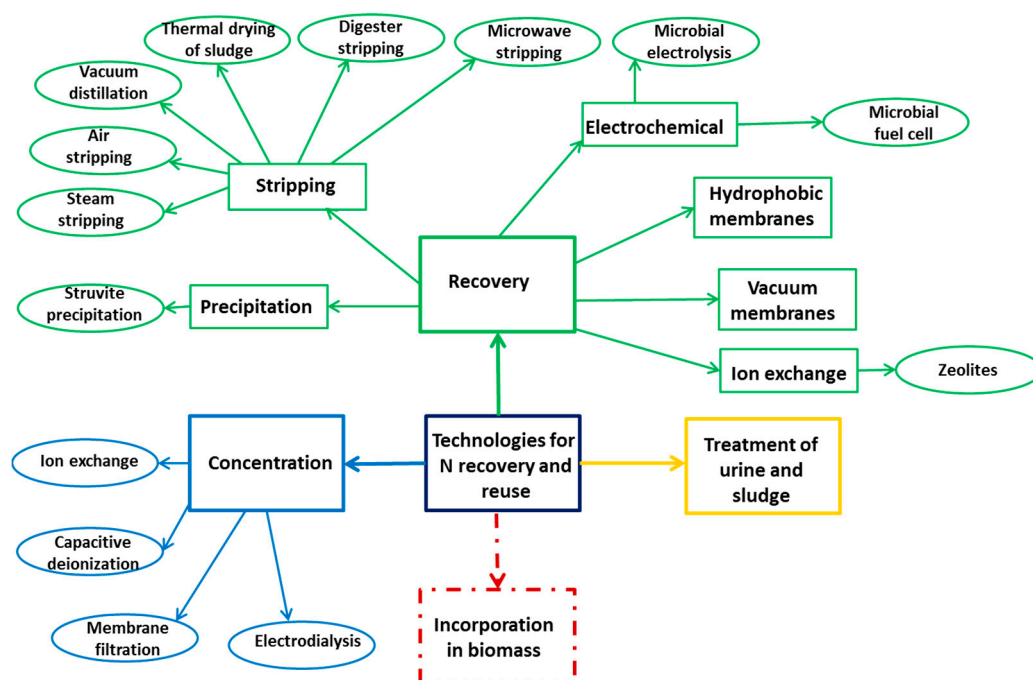 Thermal drying
of sludge
Digester
stripping
Microwave
stripping
Microbial
electrolysis
Vacuum
distillation
Electrochemical
Microbial
fuel cell
Air
stripping
Stripping
Steam
stripping
Hydrophobic
membranes
Recovery
Struvite
precipitation
Precipitation
Vacuum
membranes
Ion exchange
Zeolites
Ion exchange
Concentration
Technologies for
N recovery and
reuse
Treatment of
urine and
sludge
Capacitive
deionization
Membrane
filtration
Electrodialysis
Incorporation
in biomass